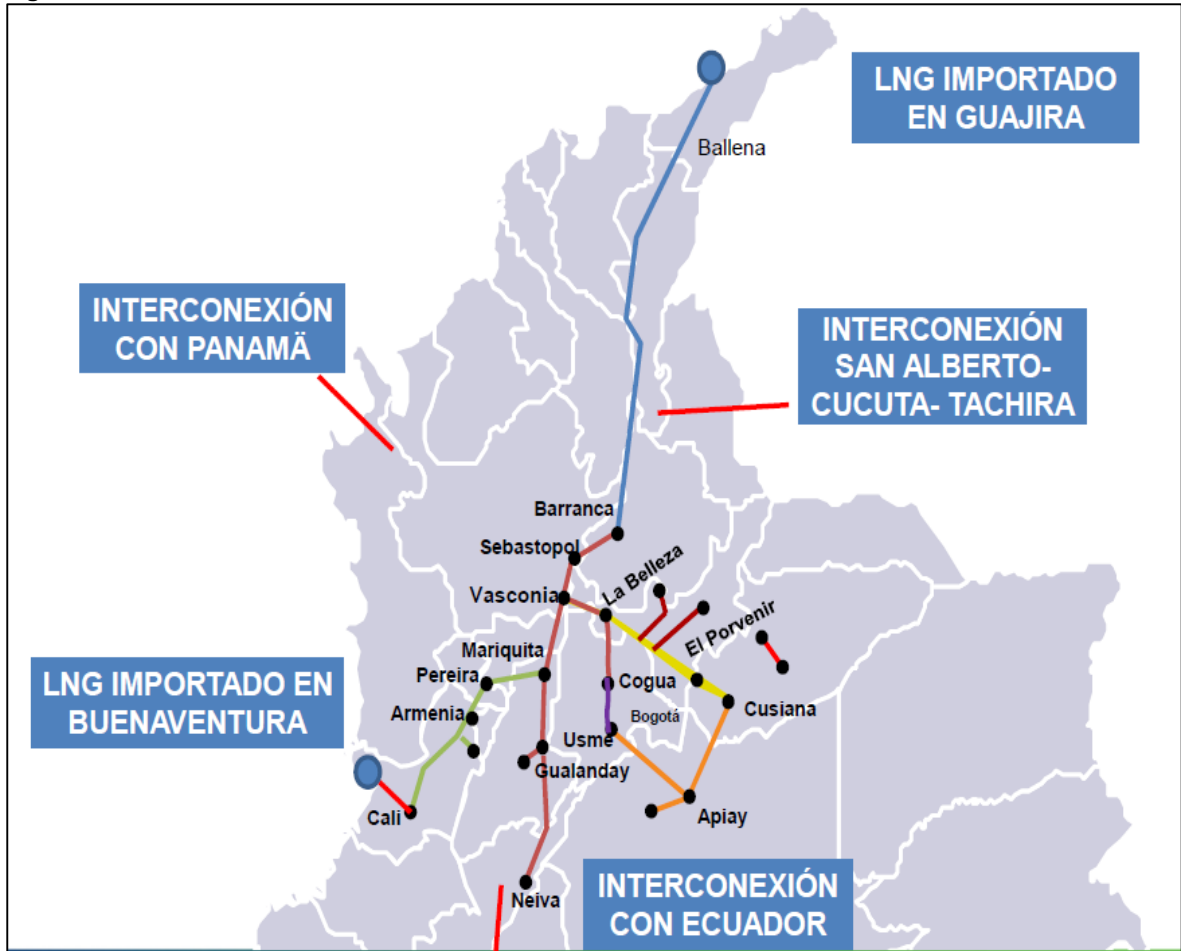 LNG IMPORTADO
EN GUAJIRA
Ballena
INTERCONEXIÓN
CON PANAMÄ
INTERCONEXIÓN
SAN ALBERTO-
CUCUTA- TACHIRA
Barranca
Sebastopol
La Belleza
Vasconia
El Porvenir
Mariquita
Pereira
Cogua
LNG IMPORTADO EN
BUENAVENTURA
Armenia
Bogotá
Cusiana
Usme
Gualanday
Cali
Apiay
Neiva
INTERCONEXIÓN
CON ECUADOR